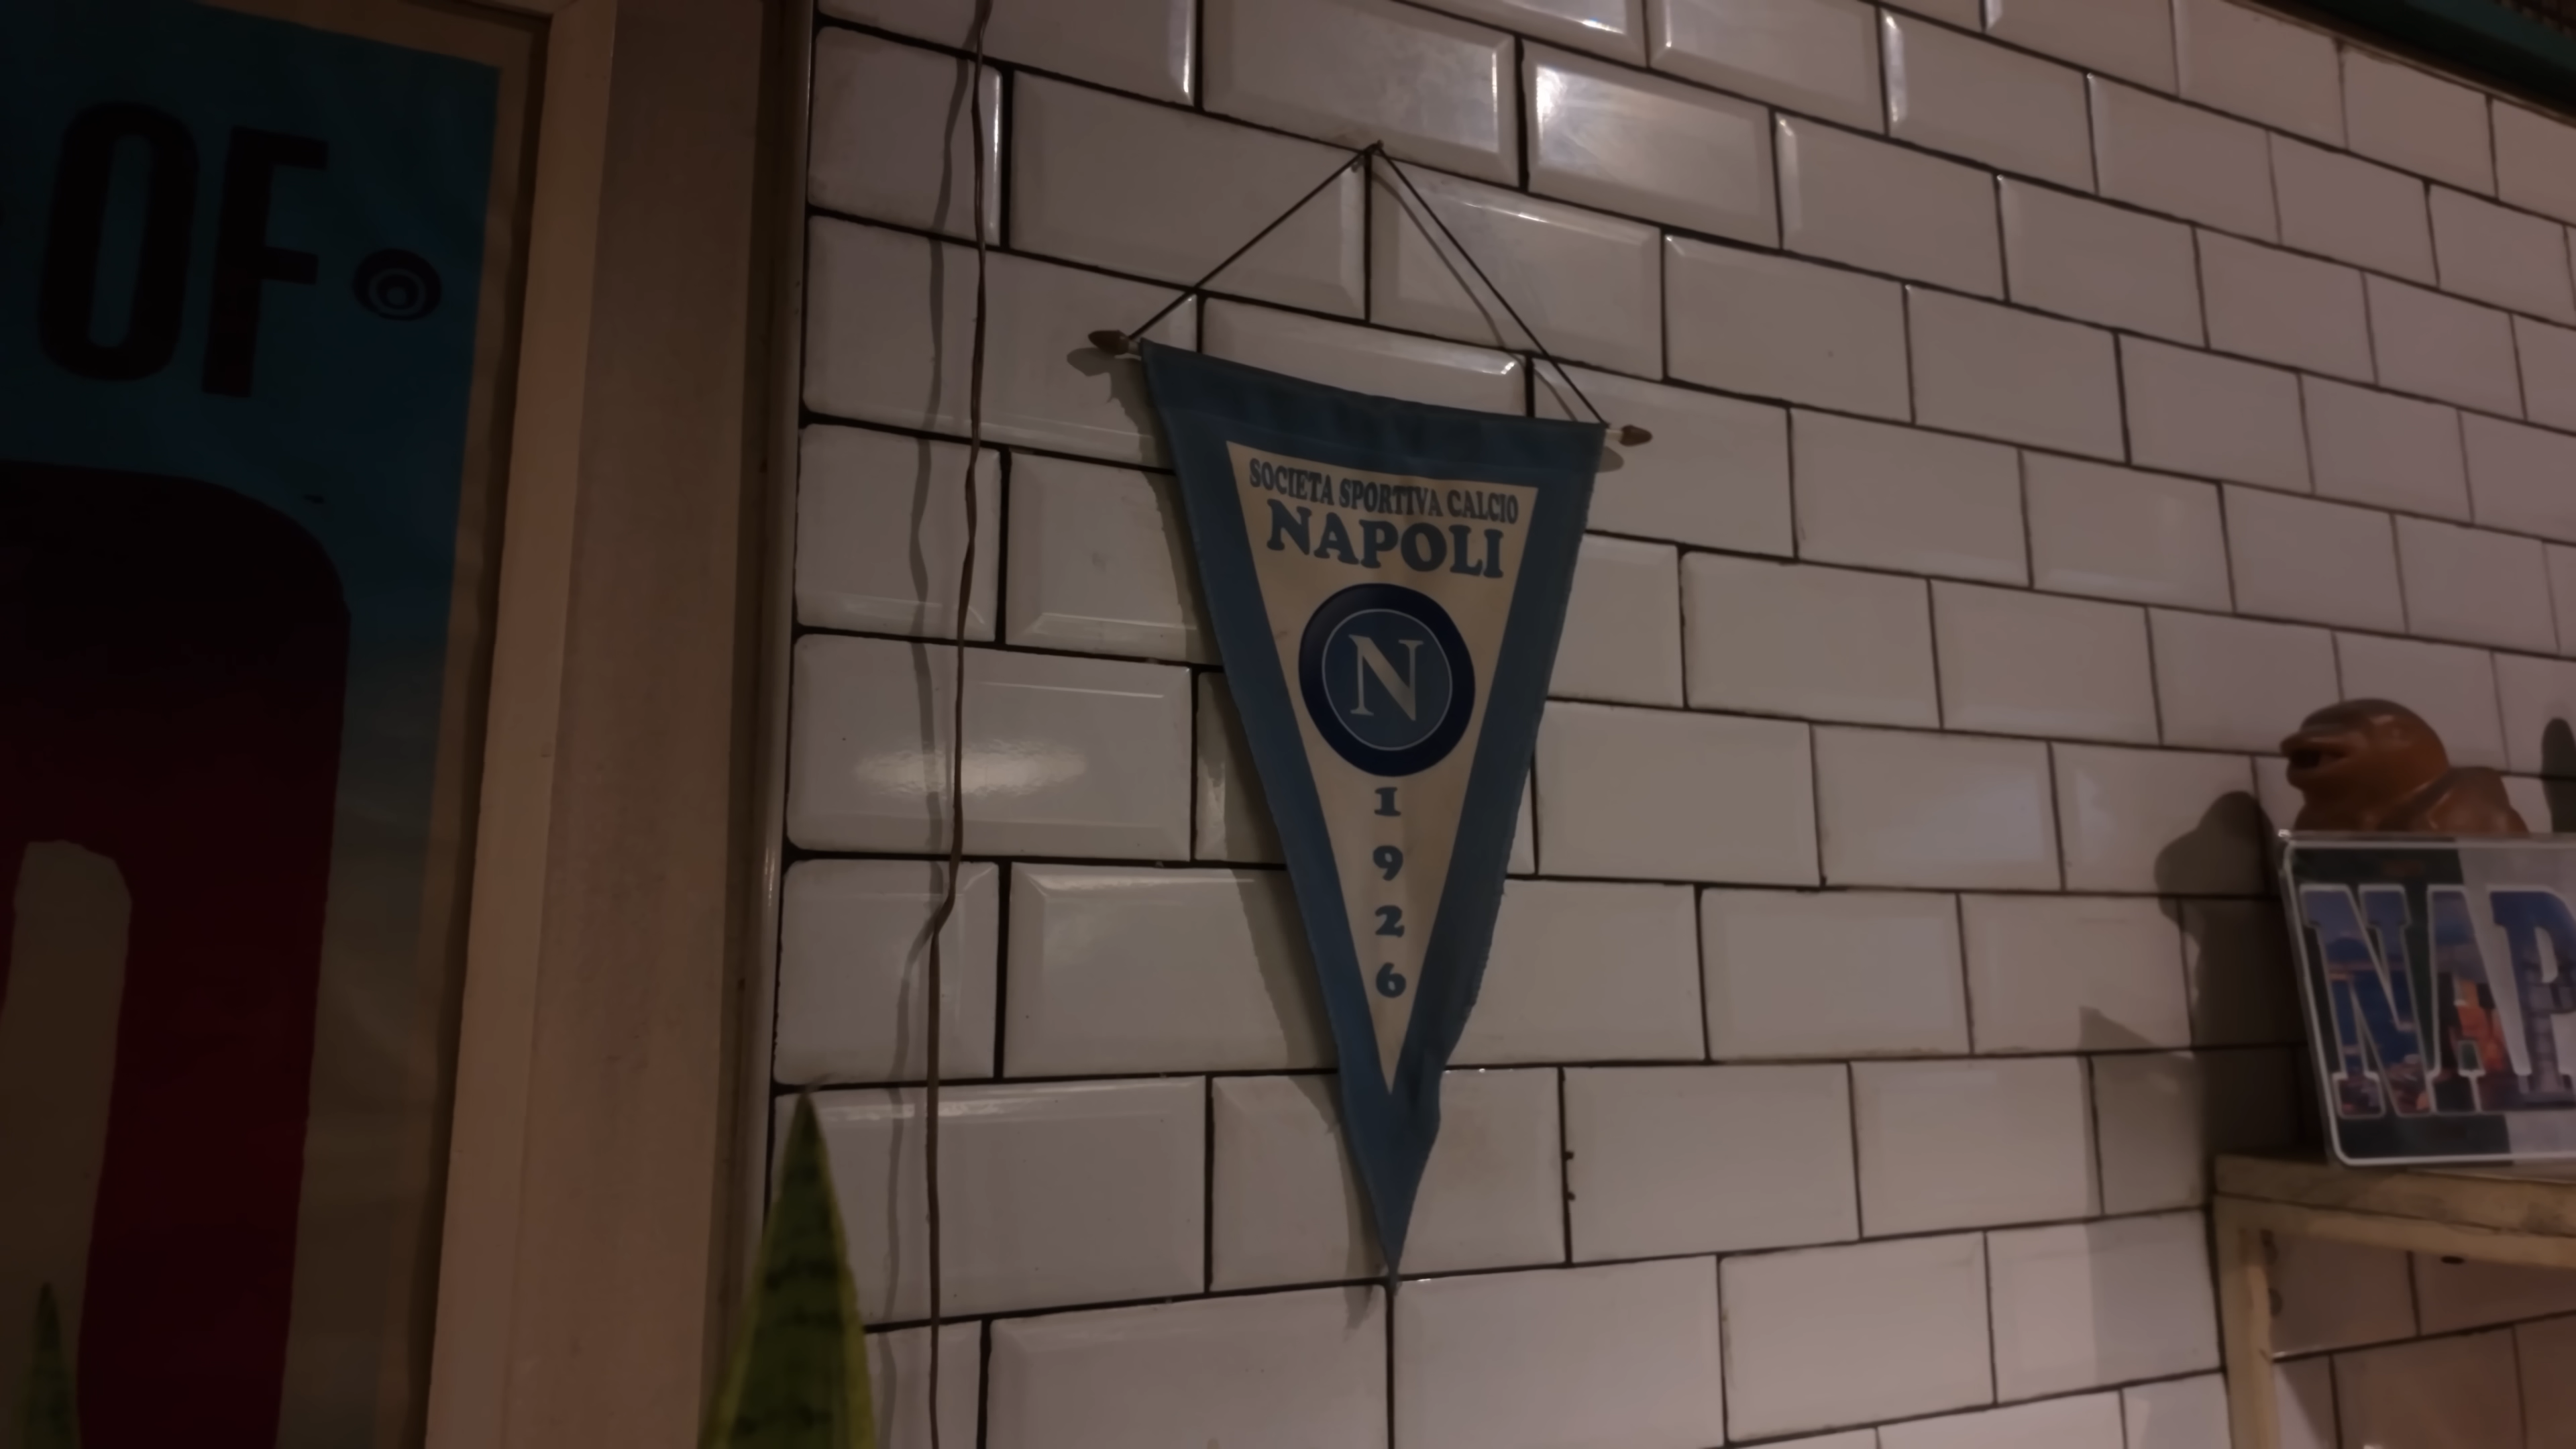 OF
SOCIETA SPORTIVA CALCIO
NAPOLI
N
1
9
2
6
NAP